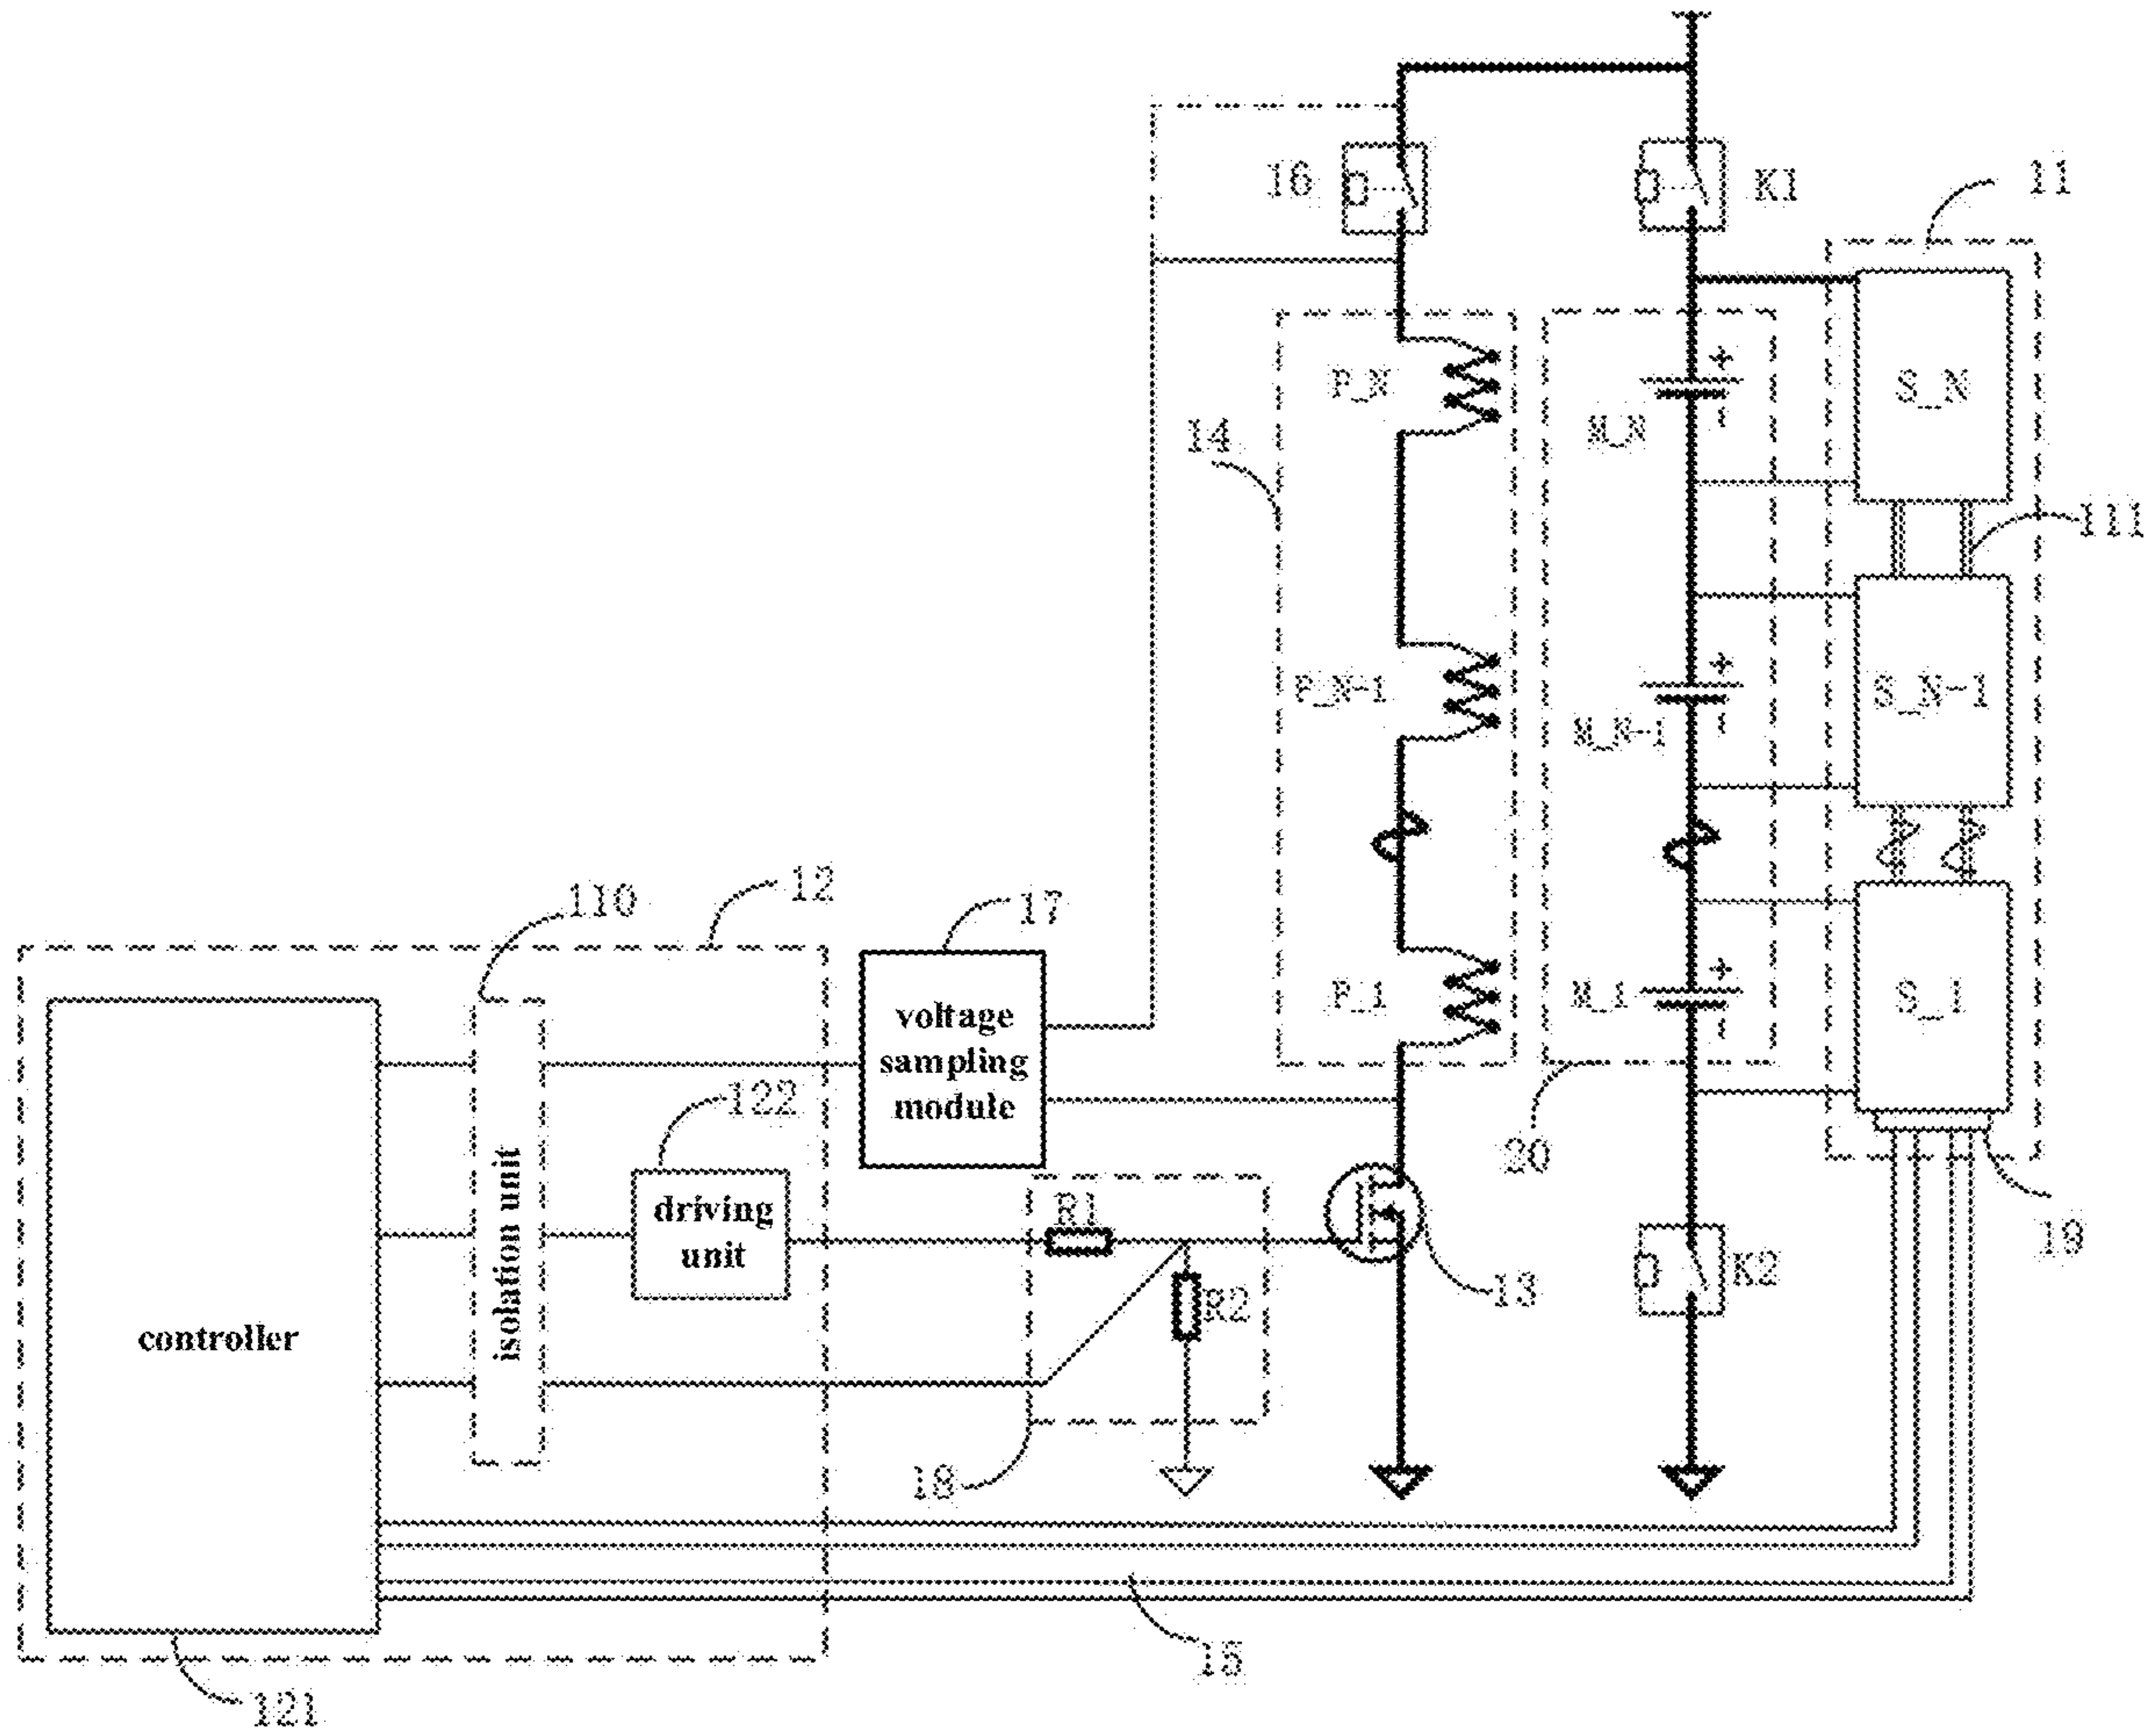 16
K1
11
P_N
M_N
S_N
14
111
P_N-1
M_N-1
S_N-1
12
110
17
P_1
M_1
S_1
voltage
sampling
module
122
20
19
isolation unit
driving
unit
R1
R2
13
K2
controller
18
15
121